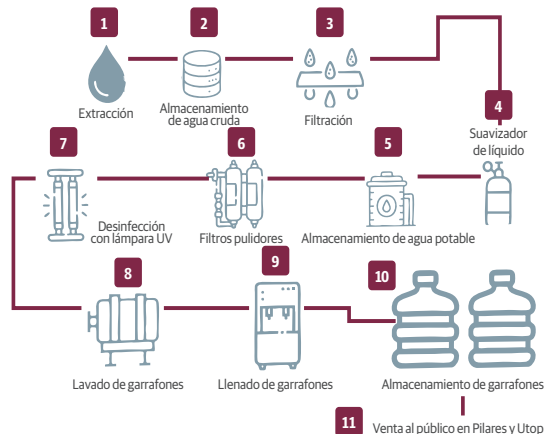 1
Extracción
2
Almacenamiento
de agua cruda
3
Filtración
4
Suavizador
de líquido
5
Almacenamiento de agua potable
6
Filtros pulidores
7
Desinfección
con lámpara UV
8
Lavado de garrafones
9
Llenado de garrafones
10
Almacenamiento de garrafones
11
Venta al público en Pilares y Utop